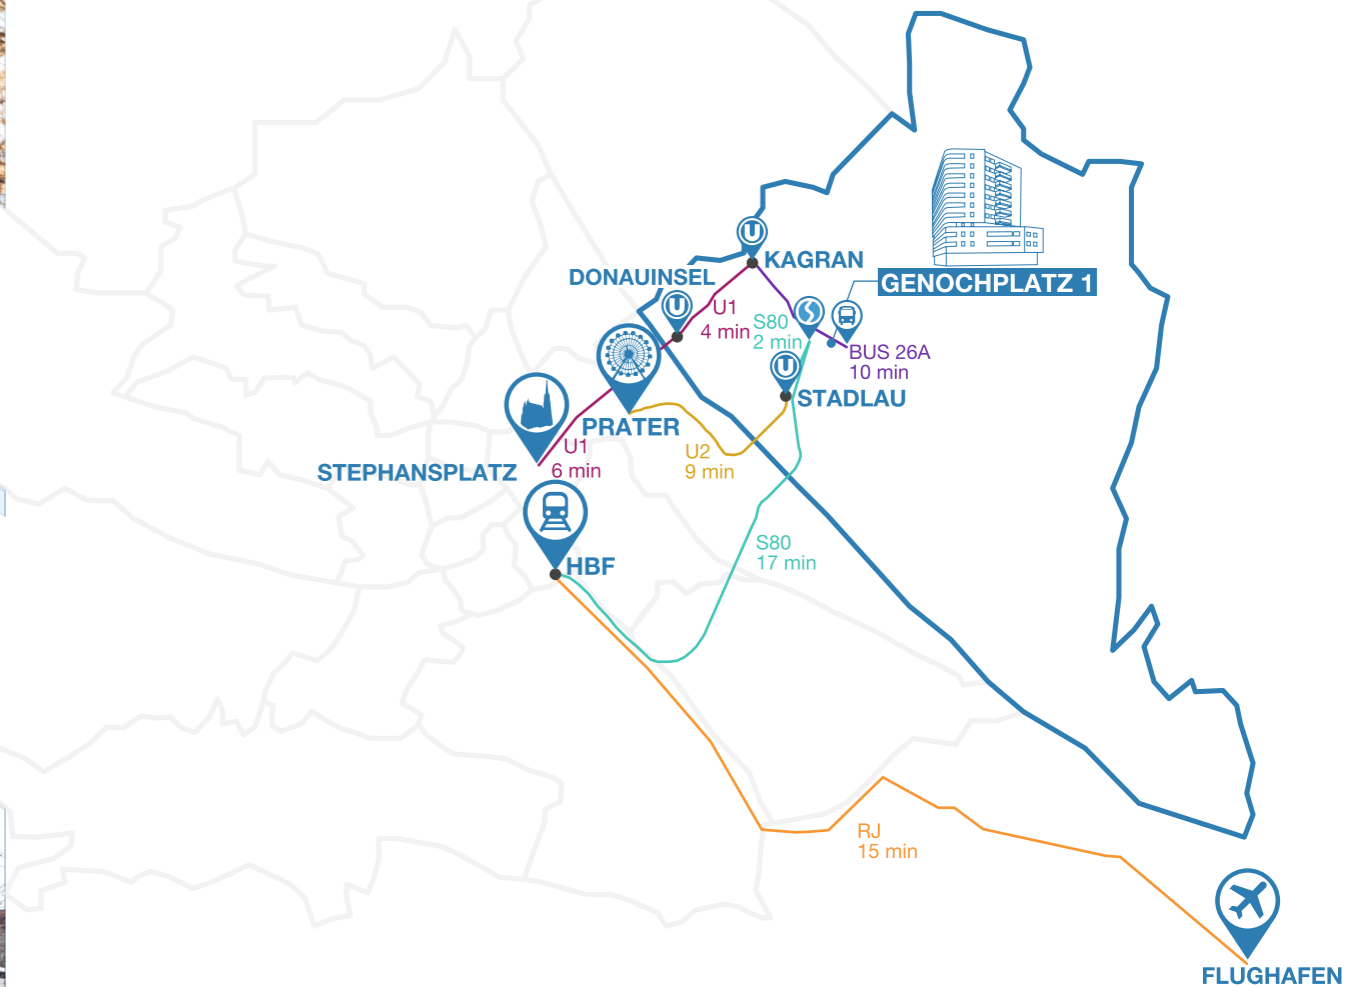 KAGRAN
DONAUINSEL
GENOCHPLATZ 1
U1
4 min
S80
2 min
BUS 26A
10 min
STADLAU
PRATER
U1
6 min
U2
9 min
STEPHANSPLATZ
HBF
S80
17 min
RJ
15 min
FLUGHAFEN